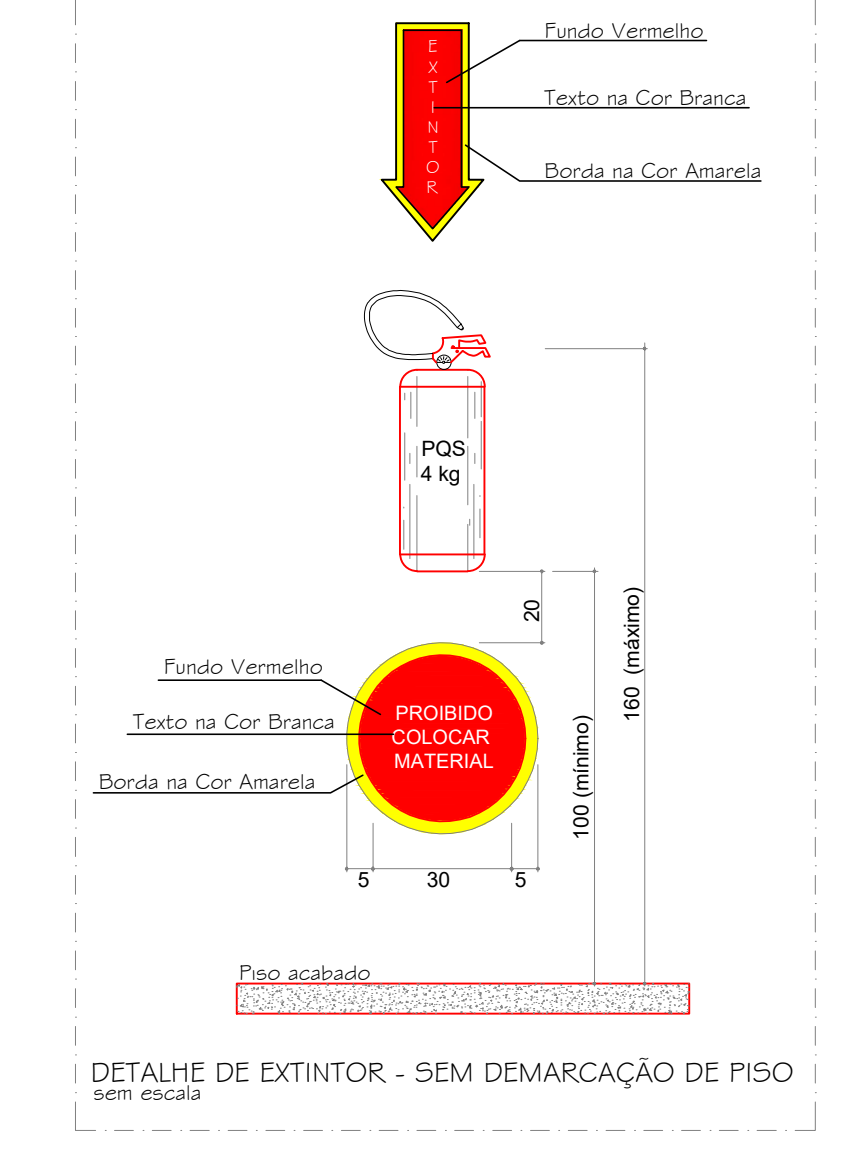 EXTINTOR
Fundo Vermelho
Texto na Cor Branca
Borda na Cor Amarela
PQS
4 kg
20
160 (máximo)
100 (mínimo)
Fundo Vermelho
Texto na Cor Branca
Borda na Cor Amarela
PROIBIDO
COLOCAR
MATERIAL
5 30 5
Piso acabado
DETALHE DE EXTINTOR - SEM DEMARCAÇÃO DE PISO
sem escala